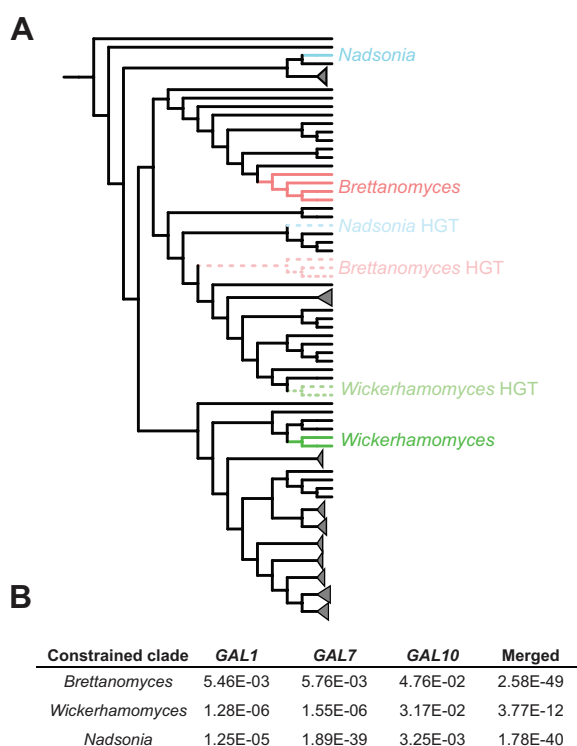 A
Nadsonia
Brettanomyces
Nadsonia HGT
Brettanomyces HGT
Wickerhamomyces HGT
Wickerhamomyces
B
Constrained clade GAL1 GAL7 GAL10 Merged
Brettanomyces 5.46E-03 5.76E-03 4.76E-02 2.58E-49
Wickerhamomyces 1.28E-06 1.55E-06 3.17E-02 3.77E-12
Nadsonia 1.25E-05 1.89E-39 3.25E-03 1.78E-40